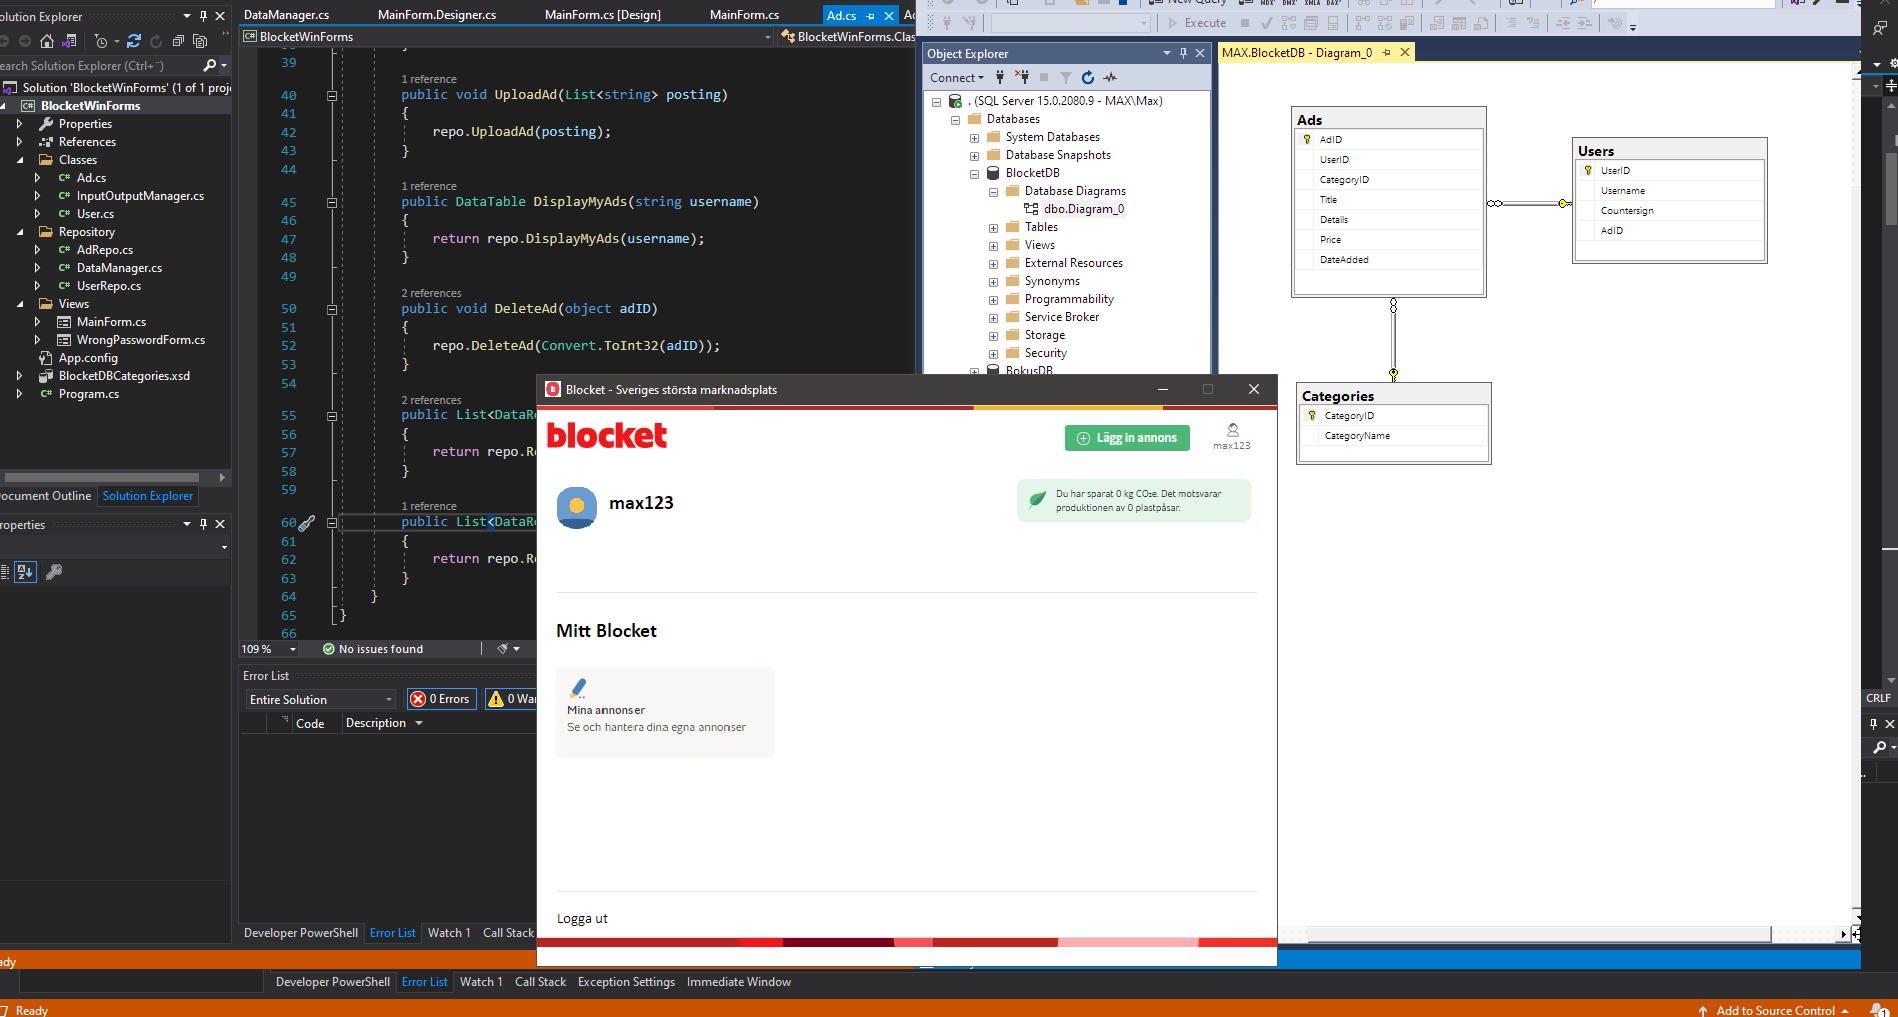 olution Explorer
earch Solution Explorer (Ctrl+¨)
Solution 'BlocketWinForms' (1 of 1 proj
BlocketWinForms
Properties
References
Classes
Ad.cs
InputOutputManager.cs
User.cs
Repository
AdRepo.cs
DataManager.cs
UserRepo.cs
Views
MainForm.cs
WrongPasswordForm.cs
App.config
BlocketDBCategories.xsd
Program.cs
ocument Outline Solution Explorer
roperties
DataManager.cs MainForm.Designer.cs MainForm.cs [Design] MainForm.cs Ad.cs
BlocketWinForms BlocketWinForms.Clas
39 }
1 reference
40 public void UploadAd(List<string> posting)
41 {
42 repo.UploadAd(posting);
43 }
44
1 reference
45 public DataTable DisplayMyAds(string username)
46 {
47 return repo.DisplayMyAds(username);
48 }
49
2 references
50 public void DeleteAd(object adID)
51 {
52 repo.DeleteAd(Convert.ToInt32(adID));
53 }
54
2 references
55 public List<DataRo
56 {
57 return repo.Re
58 }
59
1 reference
60 public List<DataRo
61 {
62 return repo.Re
63 }
64 }
65 }
66
109 % No issues found
Error List
Entire Solution 0 Errors 0 War
Code Description
Developer PowerShell Error List Watch 1 Call Stack
ady
Developer PowerShell Error List Watch 1 Call Stack Exception Settings Immediate Window
Ready
Add to Source Control
1
New Query MDX DMX XMLA DAX
Execute
Object Explorer
Connect
. (SQL Server 15.0.2080.9 - MAX\Max)
Databases
System Databases
Database Snapshots
BlocketDB
Database Diagrams
dbo.Diagram_0
Tables
Views
External Resources
Synonyms
Programmability
Service Broker
Storage
Security
BokusDB
MAX.BlocketDB - Diagram_0
Ads
AdID
UserID
CategoryID
Title
Details
Price
DateAdded
Users
UserID
Username
Countersign
AdID
Categories
CategoryID
CategoryName
CRLF
Blocket - Sveriges största marknadsplats
blocket
Lägg in annons
max123
max123
Du har sparat 0 kg CO₂e. Det motsvarar
produktionen av 0 plastpåsar.
Mitt Blocket
Mina annonser
Se och hantera dina egna annonser
Logga ut